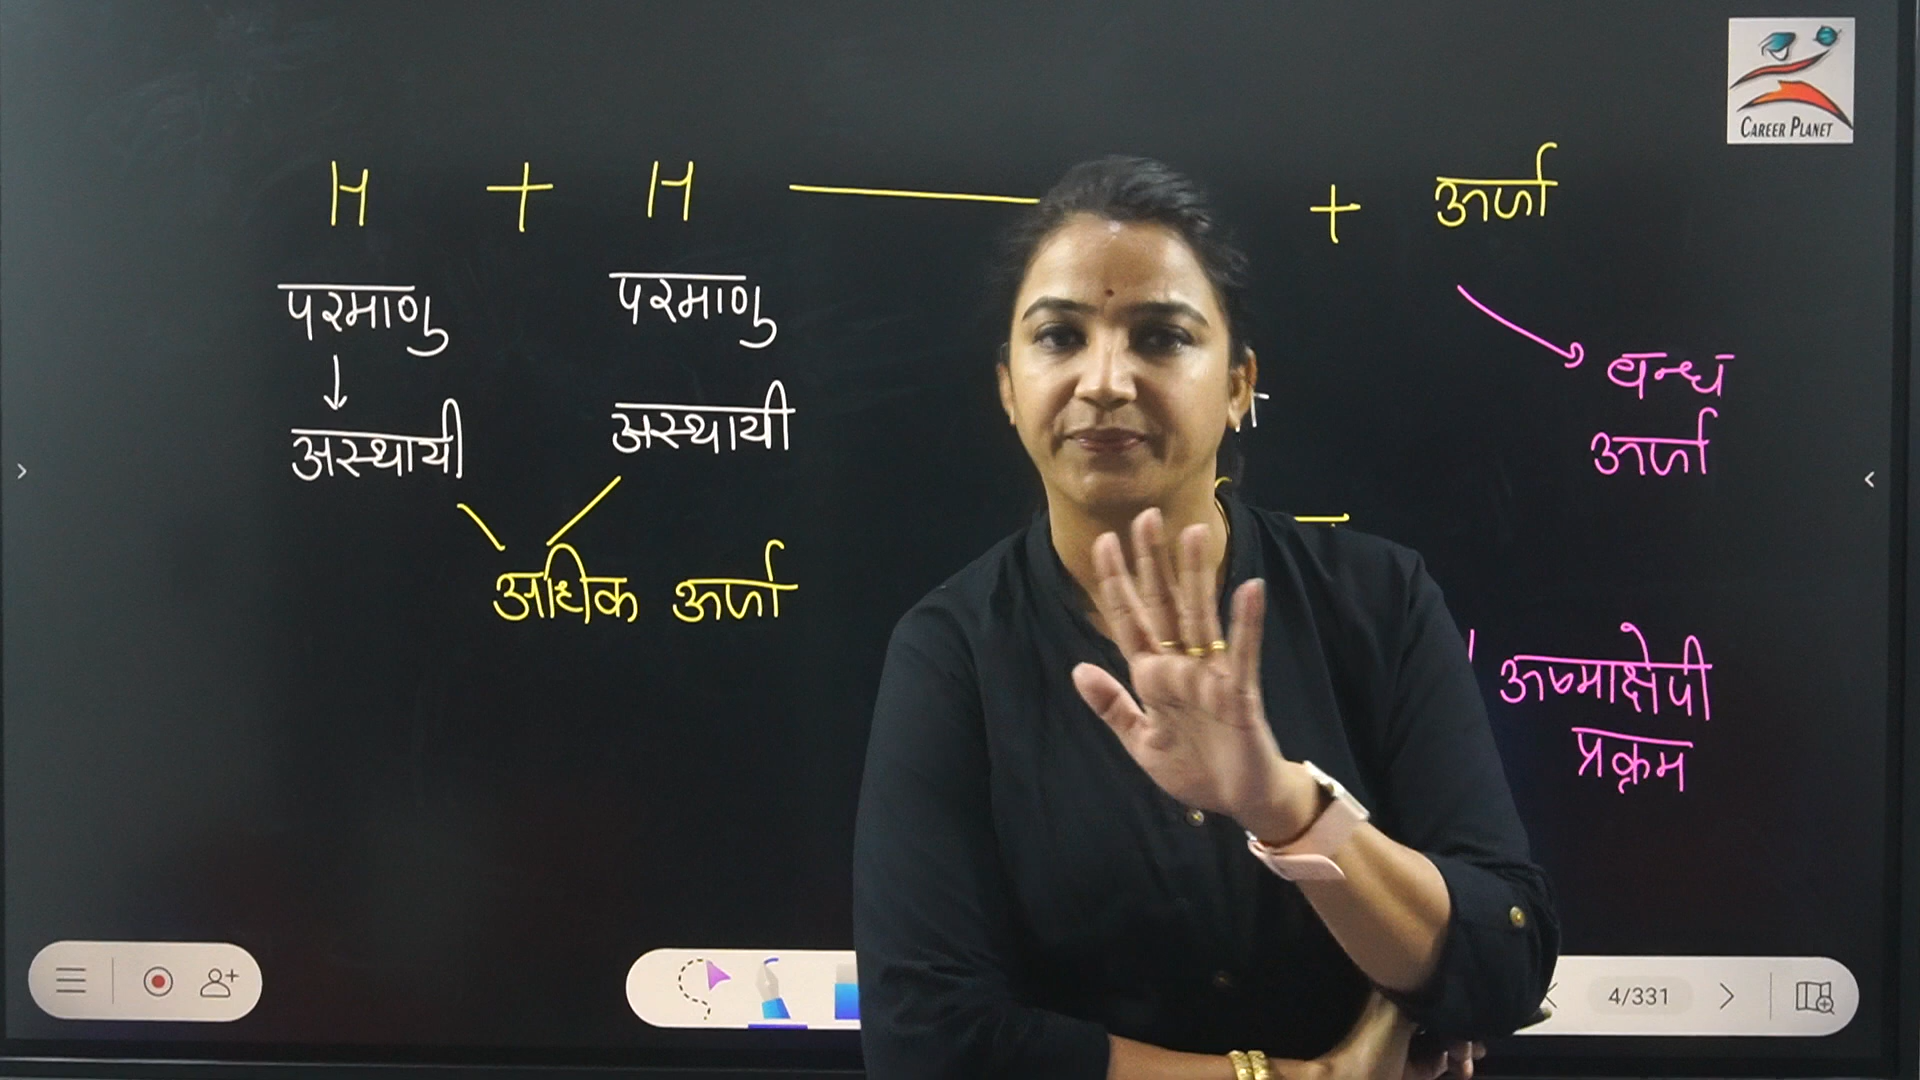 CAREER PLANET
H + H + ऊर्जा
परमाणु परमाणु
बन्ध
ऊर्जा
अस्थायी अस्थायी
अधिक ऊर्जा
ऊष्माक्षेपी
प्रक्रम
4/331